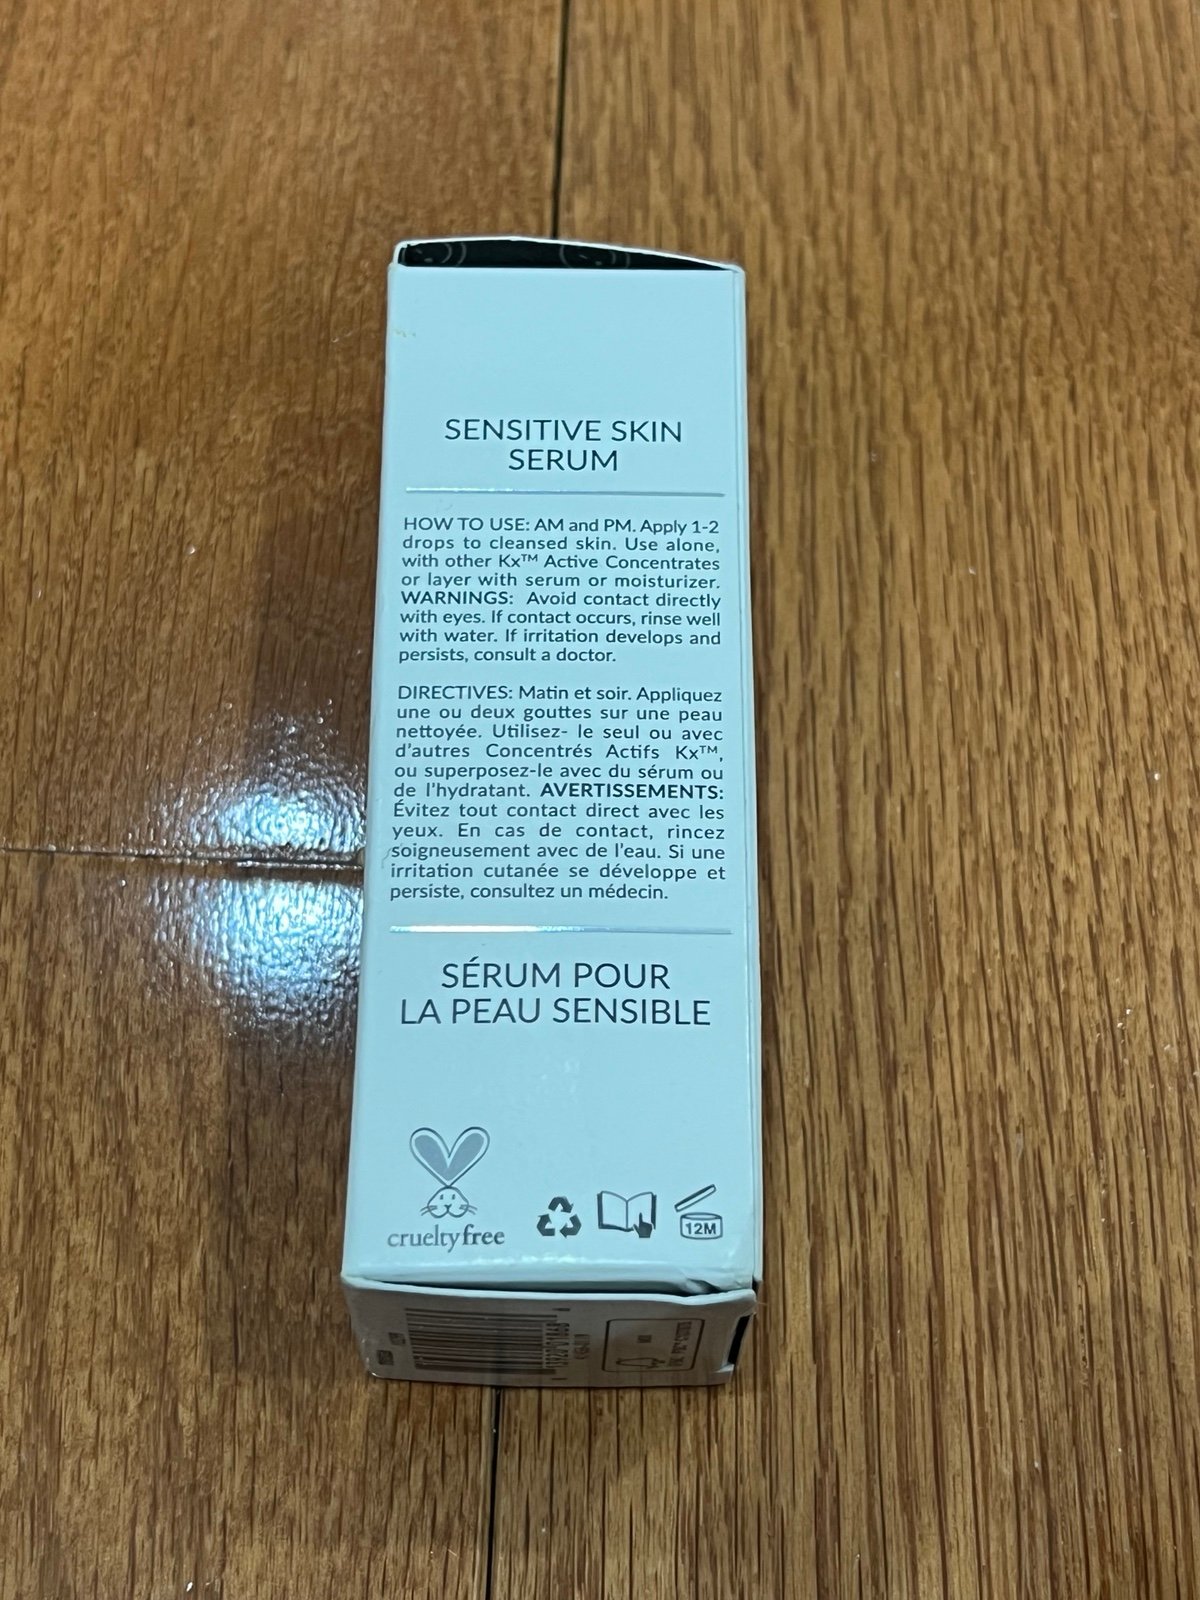 SENSITIVE SKIN
SERUM
HOW TO USE: AM and PM. Apply 1-2
drops to cleansed skin. Use alone,
with other Kx™ Active Concentrates
or layer with serum or moisturizer.
WARNINGS: Avoid contact directly
with eyes. If contact occurs, rinse well
with water. If irritation develops and
persists, consult a doctor.
DIRECTIVES: Matin et soir. Appliquez
une ou deux gouttes sur une peau
nettoyée. Utilisez- le seul ou avec
d'autres Concentrés Actifs Kx™,
ou superposez-le avec du sérum ou
de l'hydratant. AVERTISSEMENTS:
Évitez tout contact direct avec les
yeux. En cas de contact, rincez
soigneusement avec de l'eau. Si une
irritation cutanée se développe et
persiste, consultez un médecin.
SÉRUM POUR
LA PEAU SENSIBLE
crueltyfree
12M